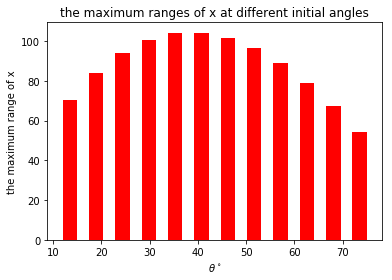 the maximum ranges of x at different initial angles
the maximum range of x
100
80
60
40
20
0
10 20 30 40 50 60 70
θ°